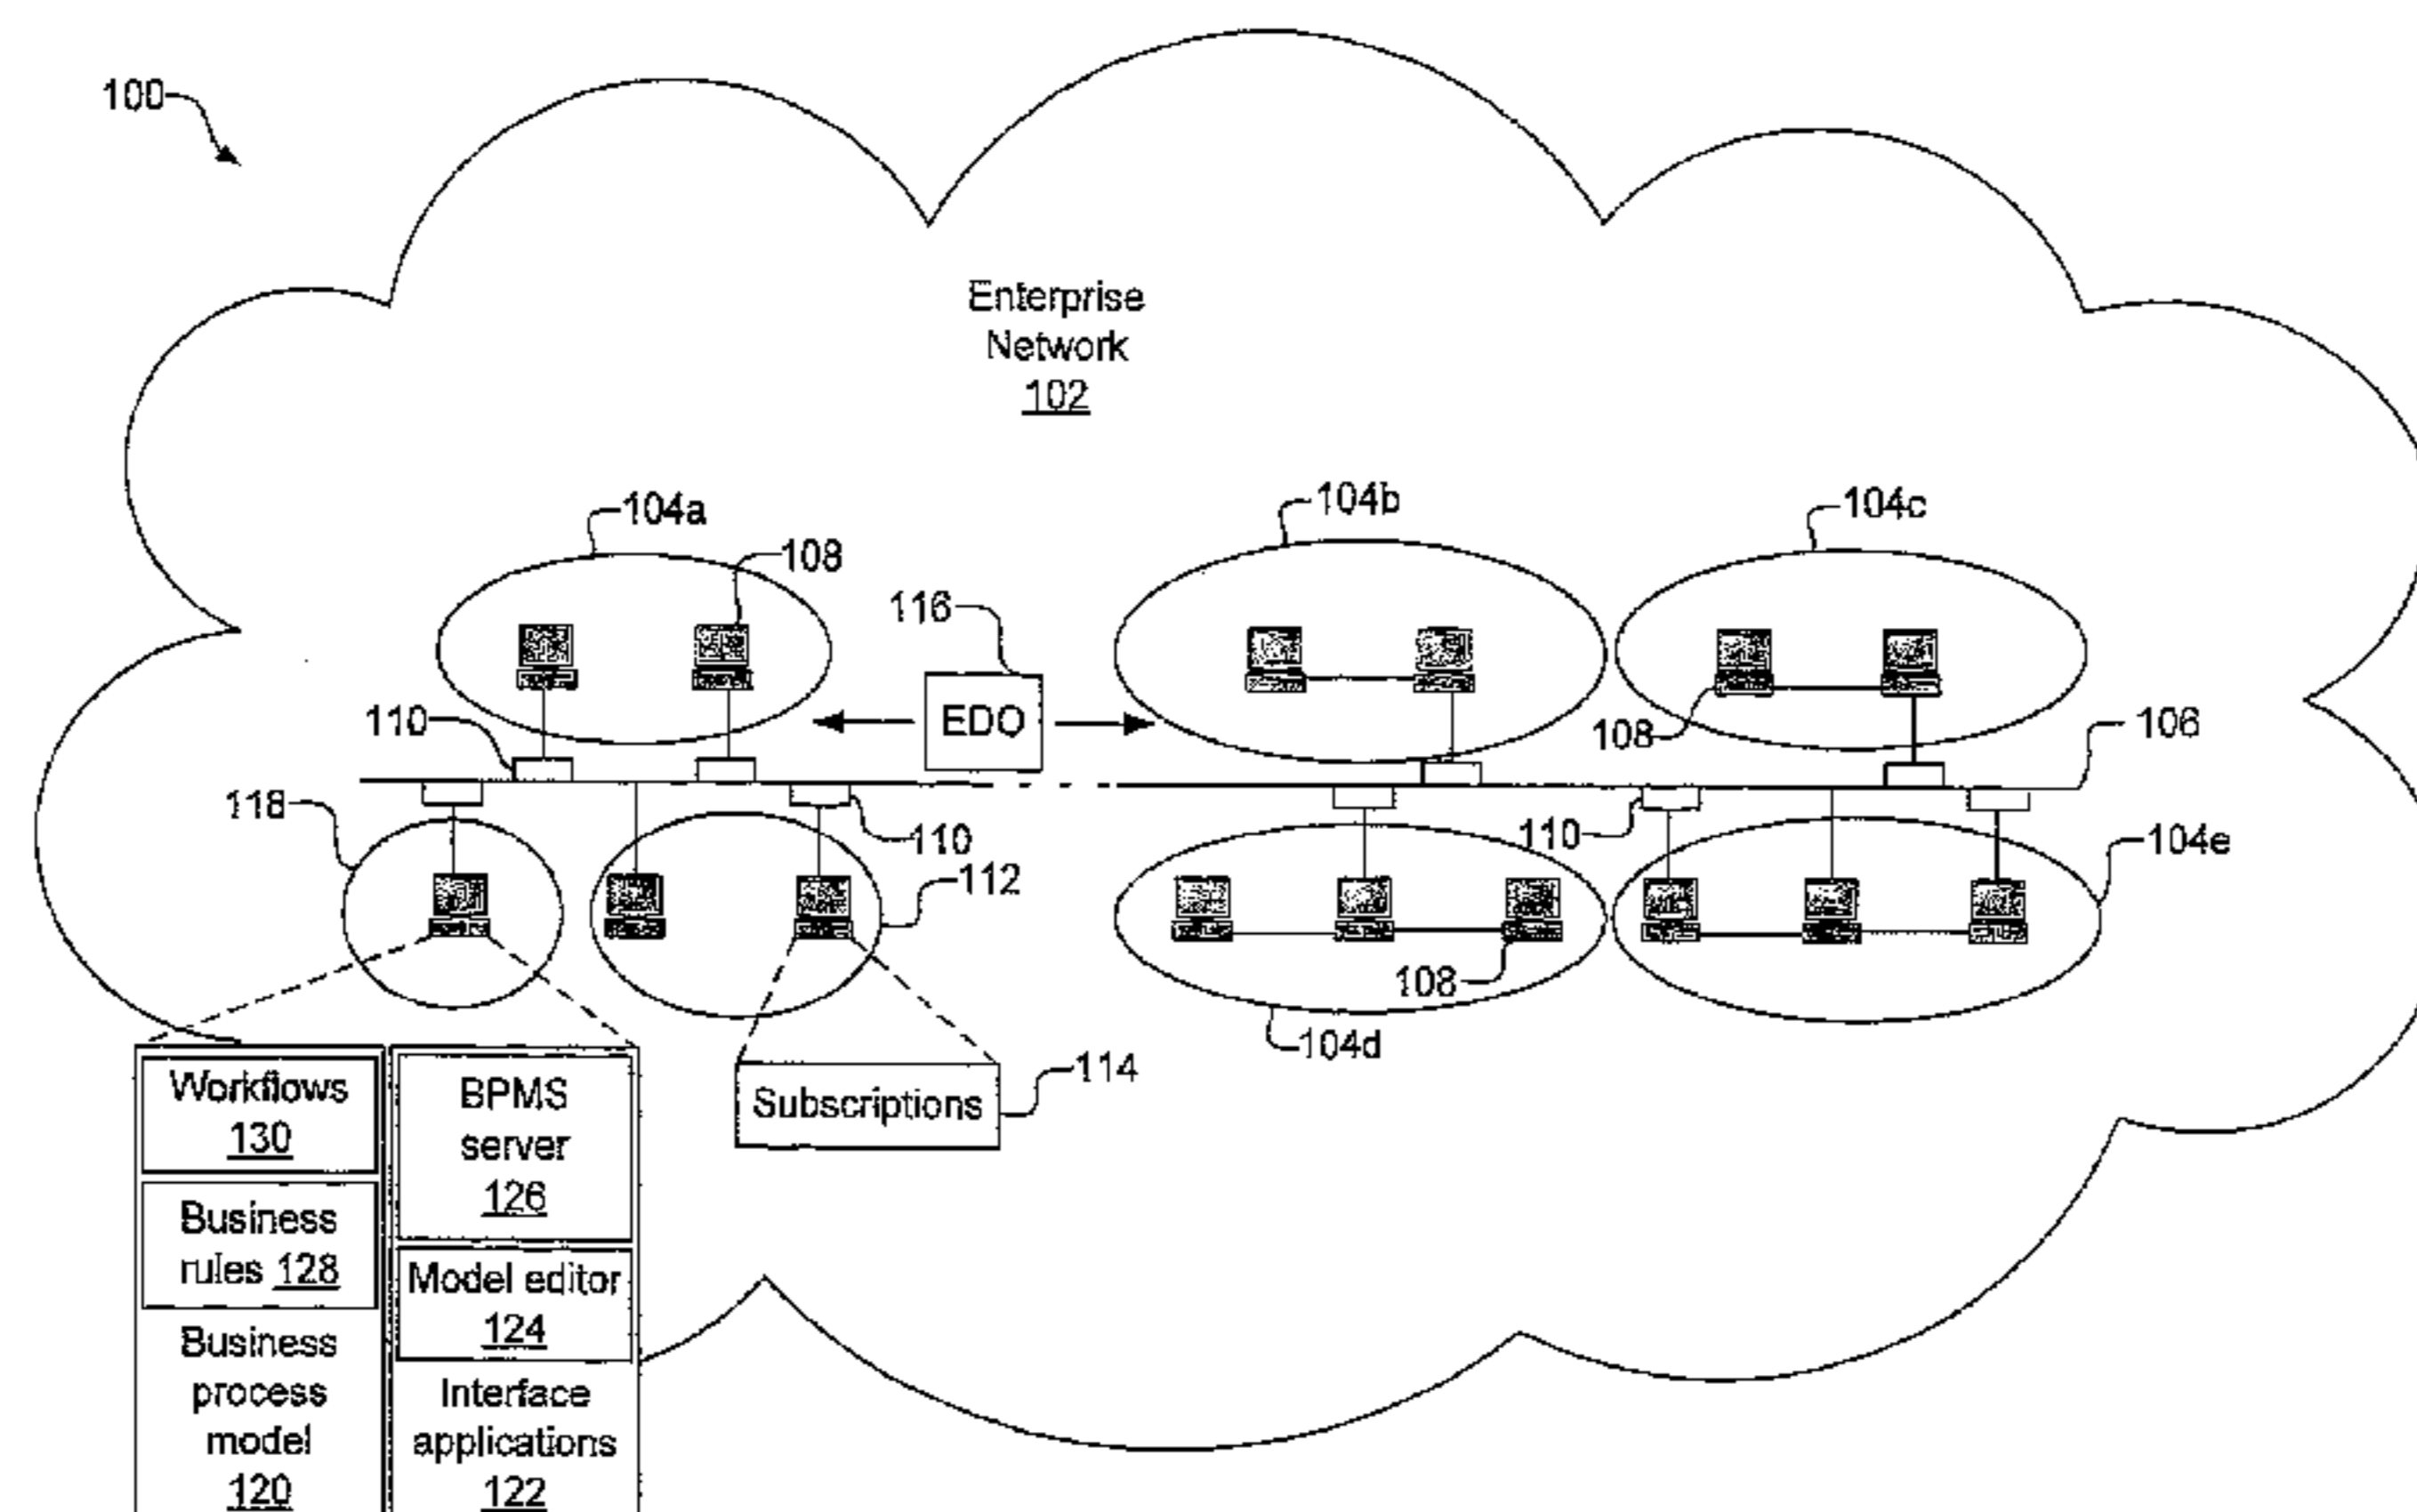 100
Enterprise
Network
102
104a
108
104b
104c
116
EDO
110
108
106
118
110
112
110
104e
108
104d
114
Subscriptions
Workflows
130
Business
rules 128
Business
process
model
120
BPMS
server
126
Model editor
124
Interface
applications
122